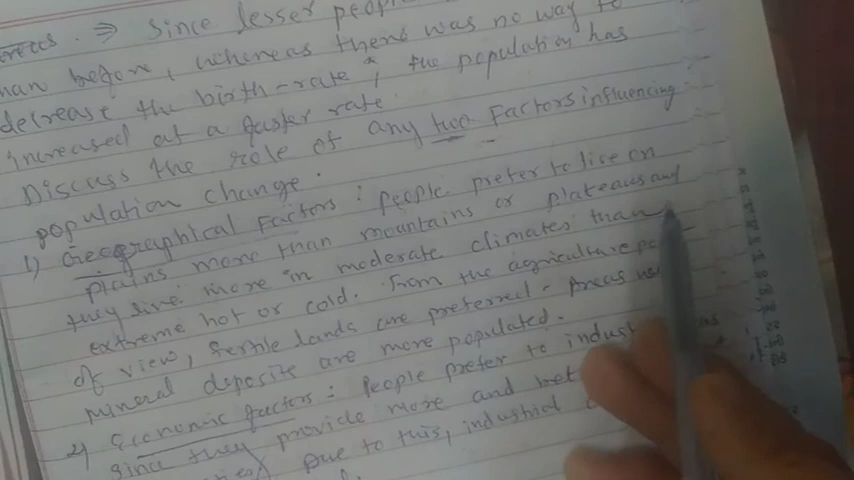 ⇒ since lesser peop
han before, whereas there was no way to
decrease the birth-rate, the population has
increased at a faster rate.
Discuss the role of any two factors influencing
population change.
1) Geographical Factors: People prefer to live on
plains more than mountains or plateaus and
they live more in moderate climates than
extreme hot or cold. From the agriculture po
of view, fertile lands are preferred. Areas
mineral deposits are more populated.
2) Economic factors: People prefer to indust
since they provide more and bet
Due to this, industrial